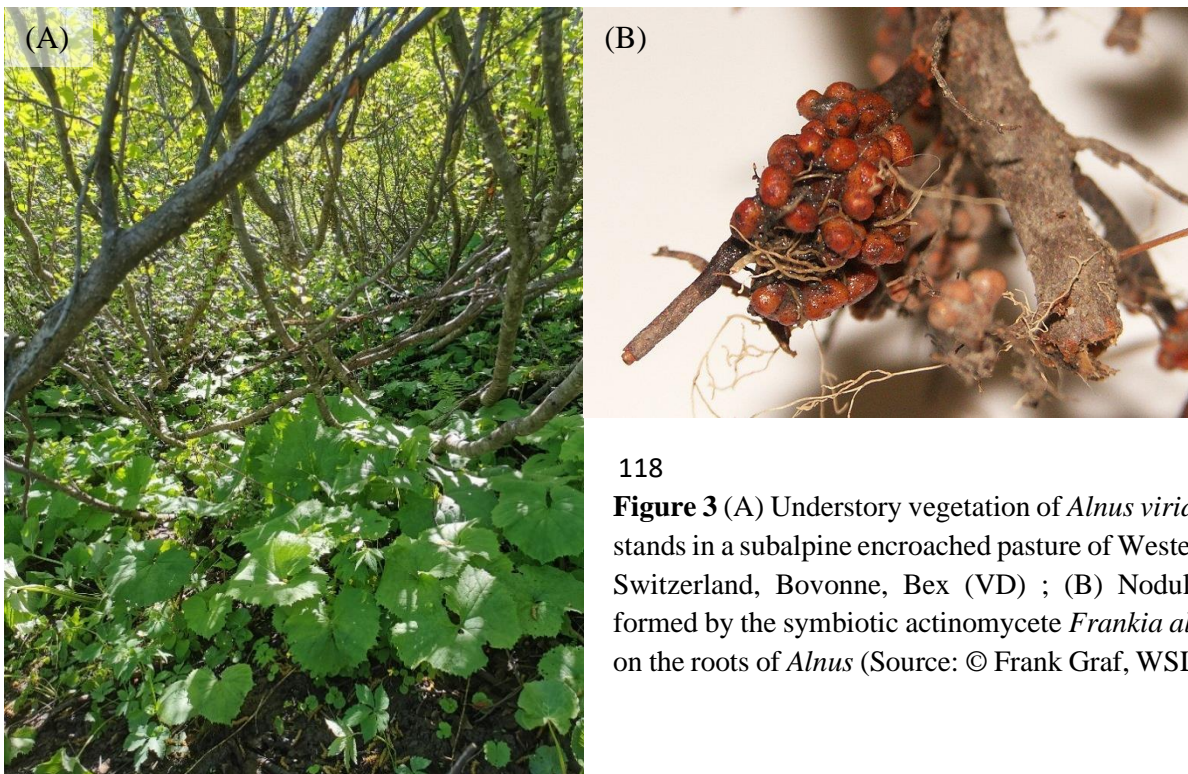 (A)
(B)
118
Figure 3 (A) Understory vegetation of Alnus virid
stands in a subalpine encroached pasture of Weste
Switzerland, Bovonne, Bex (VD) ; (B) Nodul
formed by the symbiotic actinomycete Frankia al
on the roots of Alnus (Source: © Frank Graf, WSL